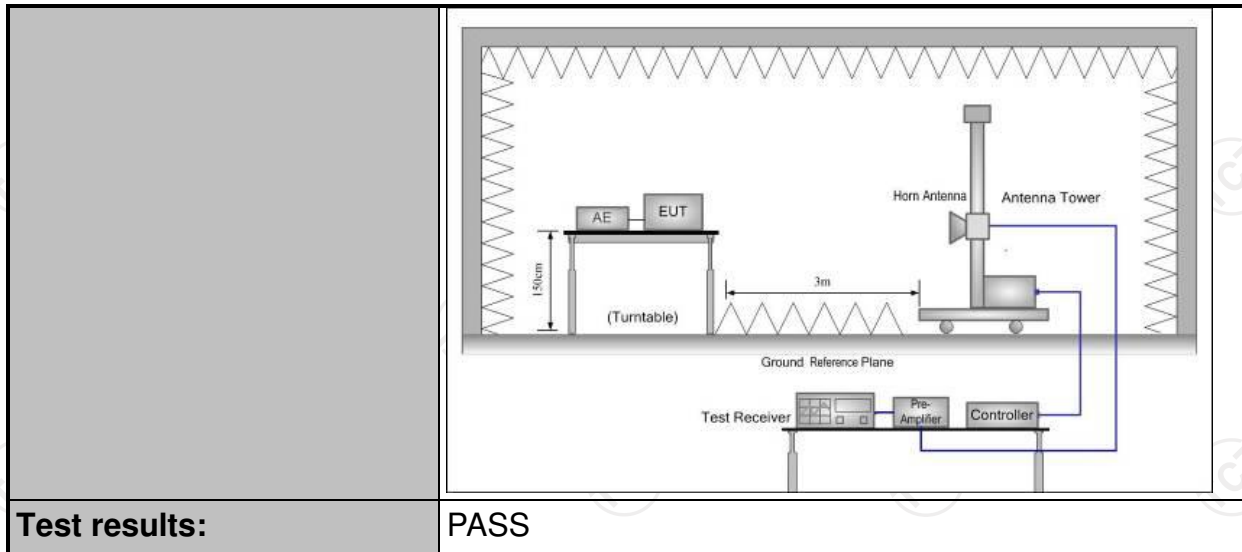 Horn Antenna
Antenna Tower
AE
EUT
150cm
3m
(Turntable)
Ground Reference Plane
Test Receiver
Pre-
Amplifier
Controller
Test results:
PASS